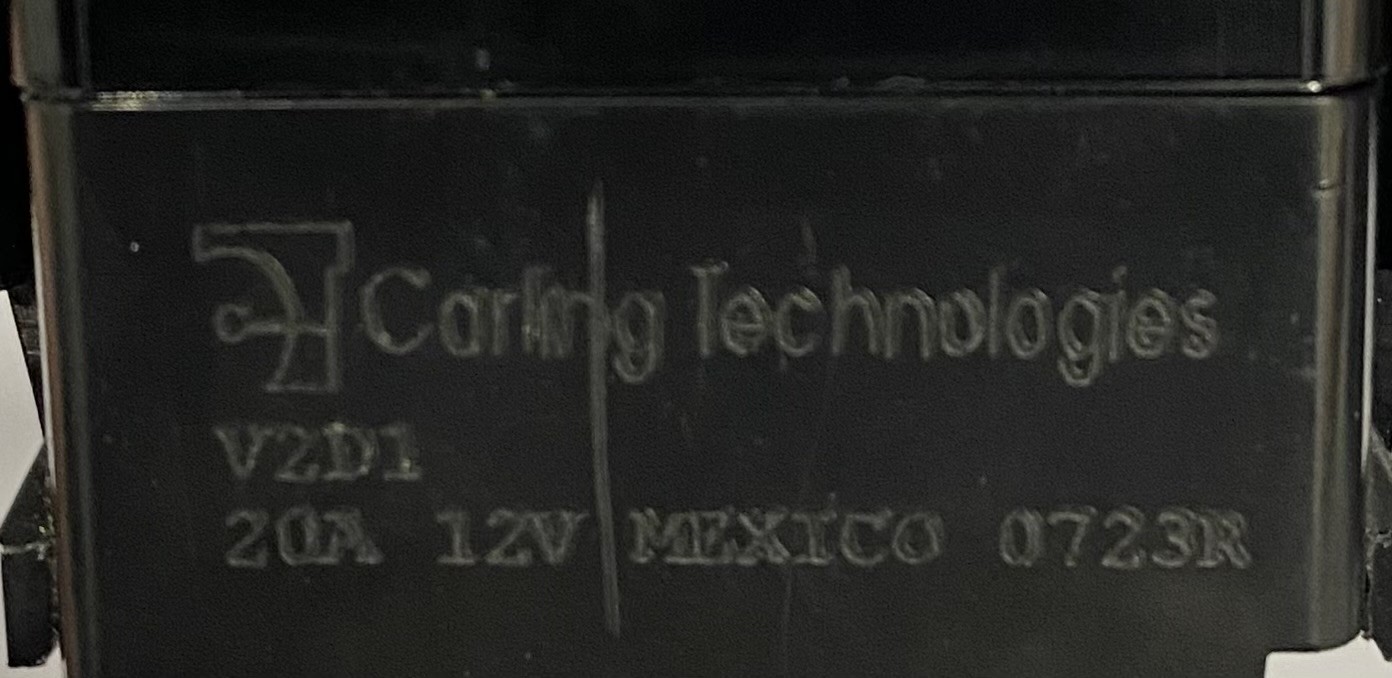 Carling Technologies
V2D1
20A 12V MEXICO 0723R